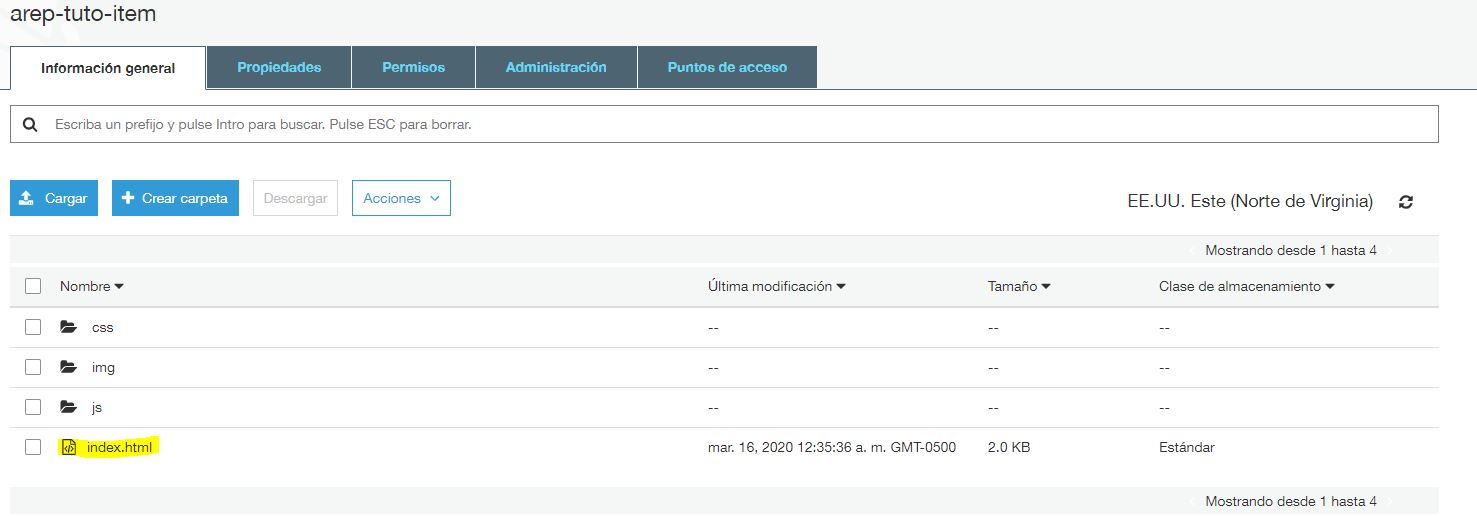 arep-tuto-item
Información general Propiedades Permisos Administración Puntos de acceso
Escriba un prefijo y pulse Intro para buscar. Pulse ESC para borrar.
Cargar Crear carpeta Descargar Acciones EE.UU. Este (Norte de Virginia)
Mostrando desde 1 hasta 4
Nombre Última modificación Tamaño Clase de almacenamiento
css -- -- --
img -- -- --
js -- -- --
index.html mar. 16, 2020 12:35:36 a. m. GMT-0500 2.0 KB Estándar
Mostrando desde 1 hasta 4